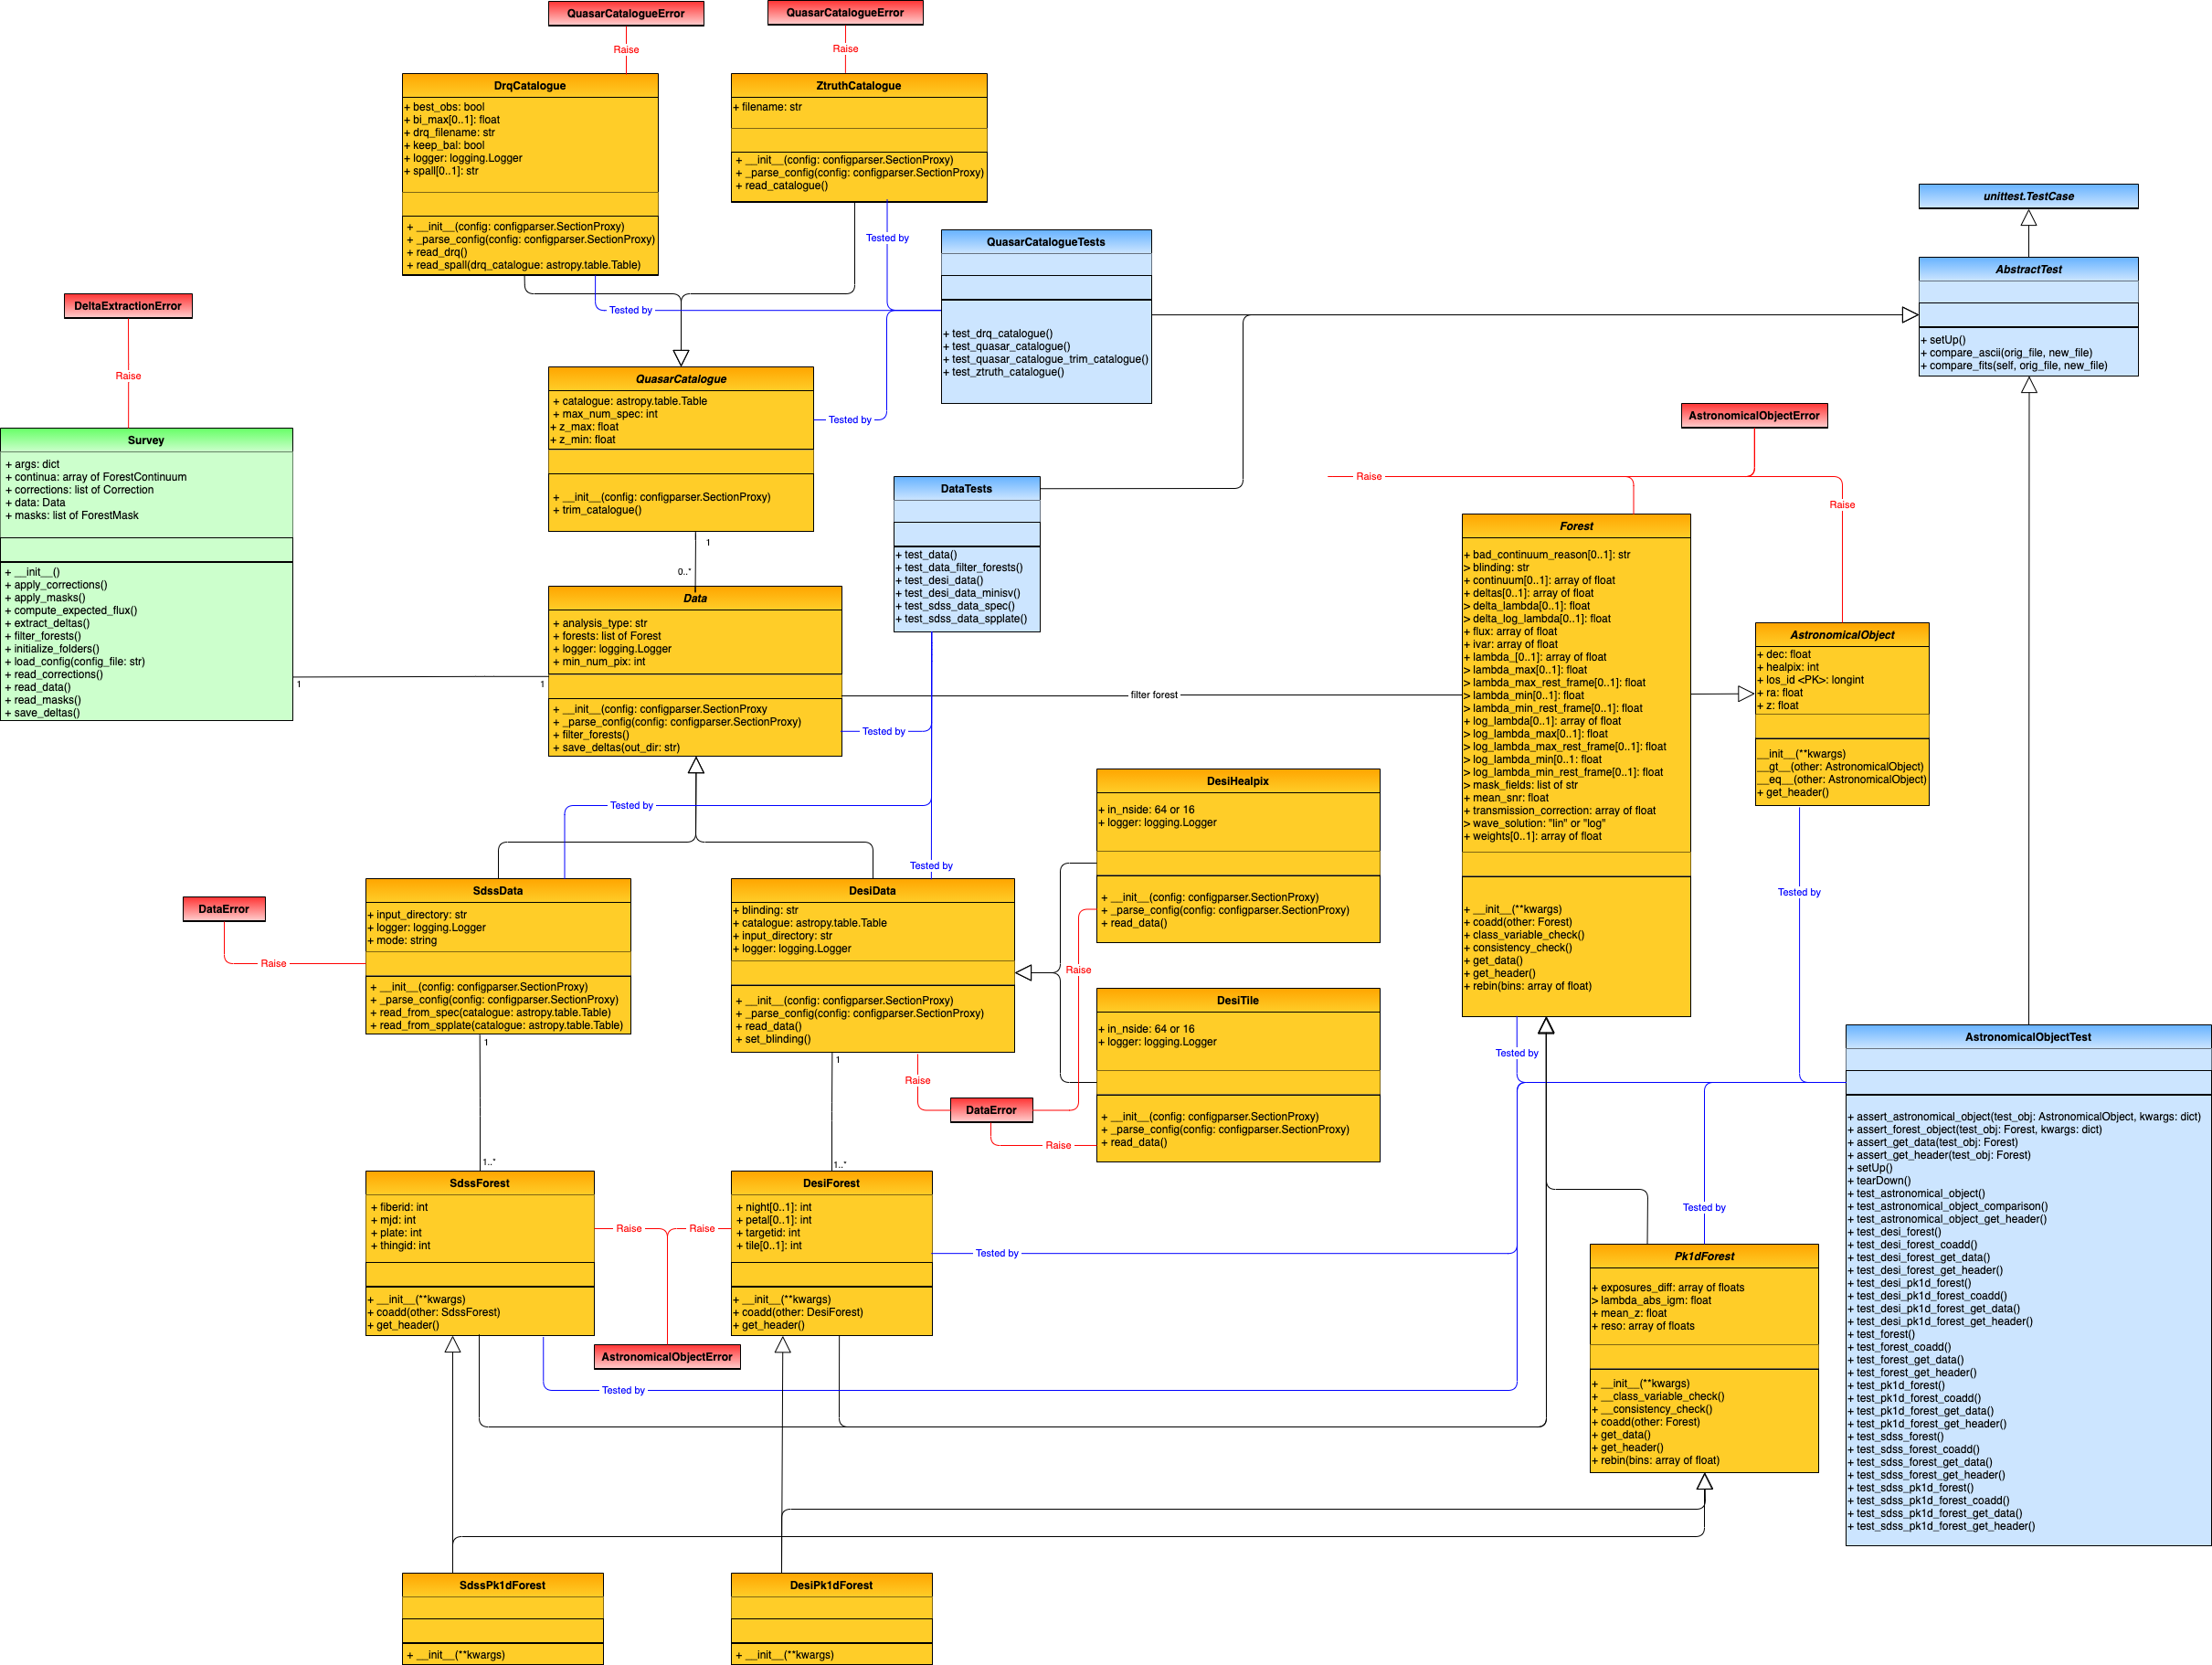 QuasarCatalogueError
Raise
QuasarCatalogueError
Raise
DrqCatalogue
+ best_obs: bool
+ bi_max[0..1]: float
+ drq_filename: str
+ keep_bal: bool
+ logger: logging.Logger
+ spall[0..1]: str
+ __init__(config: configparser.SectionProxy)
+ _parse_config(config: configparser.SectionProxy)
+ read_drq()
+ read_spall(drq_catalogue: astropy.table.Table)
ZtruthCatalogue
+ filename: str
+ __init__(config: configparser.SectionProxy)
+ _parse_config(config: configparser.SectionProxy)
+ read_catalogue()
Tested by
Tested by
QuasarCatalogueTests
+ test_drq_catalogue()
+ test_quasar_catalogue()
+ test_quasar_catalogue_trim_catalogue()
+ test_ztruth_catalogue()
unittest.TestCase
AbstractTest
+ setUp()
+ compare_ascii(orig_file, new_file)
+ compare_fits(self, orig_file, new_file)
DeltaExtractionError
Raise
Survey
+ args: dict
+ continua: array of ForestContinuum
+ corrections: list of Correction
+ data: Data
+ masks: list of ForestMask
+ __init__()
+ apply_corrections()
+ apply_masks()
+ compute_expected_flux()
+ extract_deltas()
+ filter_forests()
+ initialize_folders()
+ load_config(config_file: str)
+ read_corrections()
+ read_data()
+ read_masks()
+ save_deltas()
1
1
QuasarCatalogue
+ catalogue: astropy.table.Table
+ max_num_spec: int
+ z_max: float
+ z_min: float
+ __init__(config: configparser.SectionProxy)
+ trim_catalogue()
Tested by
1
0..*
Data
+ analysis_type: str
+ forests: list of Forest
+ logger: logging.Logger
+ min_num_pix: int
+ __init__(config: configparser.SectionProxy
+ _parse_config(config: configparser.SectionProxy)
+ filter_forests()
+ save_deltas(out_dir: str)
DataTests
+ test_data()
+ test_data_filter_forests()
+ test_desi_data()
+ test_desi_data_minisv()
+ test_sdss_data_spec()
+ test_sdss_data_spplate()
filter forest
Tested by
Tested by
Tested by
AstronomicalObjectError
Raise
Raise
Forest
+ bad_continuum_reason[0..1]: str
> blinding: str
+ continuum[0..1]: array of float
+ deltas[0..1]: array of float
> delta_lambda[0..1]: float
> delta_log_lambda[0..1]: float
+ flux: array of float
+ ivar: array of float
+ lambda_[0..1]: array of float
> lambda_max[0..1]: float
> lambda_max_rest_frame[0..1]: float
> lambda_min[0..1]: float
> lambda_min_rest_frame[0..1]: float
+ log_lambda[0..1]: array of float
> log_lambda_max[0..1]: float
> log_lambda_max_rest_frame[0..1]: float
> log_lambda_min[0..1: float
> log_lambda_min_rest_frame[0..1]: float
> mask_fields: list of str
+ mean_snr: float
+ transmission_correction: array of float
> wave_solution: "lin" or "log"
+ weights[0..1]: array of float
+ __init__(**kwargs)
+ coadd(other: Forest)
+ class_variable_check()
+ consistency_check()
+ get_data()
+ get_header()
+ rebin(bins: array of float)
AstronomicalObject
+ dec: float
+ healpix: int
+ los_id <PK>: longint
+ ra: float
+ z: float
__init__(**kwargs)
__gt__(other: AstronomicalObject)
__eq__(other: AstronomicalObject)
+ get_header()
Tested by
Tested by
DesiHealpix
+ in_nside: 64 or 16
+ logger: logging.Logger
+ __init__(config: configparser.SectionProxy)
+ _parse_config(config: configparser.SectionProxy)
+ read_data()
DesiTile
+ in_nside: 64 or 16
+ logger: logging.Logger
+ __init__(config: configparser.SectionProxy)
+ _parse_config(config: configparser.SectionProxy)
+ read_data()
Raise
Raise
DataError
Raise
DataError
Raise
SdssData
+ input_directory: str
+ logger: logging.Logger
+ mode: string
+ __init__(config: configparser.SectionProxy)
+ _parse_config(config: configparser.SectionProxy)
+ read_from_spec(catalogue: astropy.table.Table)
+ read_from_spplate(catalogue: astropy.table.Table)
1
1..*
DesiData
+ blinding: str
+ catalogue: astropy.table.Table
+ input_directory: str
+ logger: logging.Logger
+ __init__(config: configparser.SectionProxy)
+ _parse_config(config: configparser.SectionProxy)
+ read_data()
+ set_blinding()
1
1..*
SdssForest
+ fiberid: int
+ mjd: int
+ plate: int
+ thingid: int
+ __init__(**kwargs)
+ coadd(other: SdssForest)
+ get_header()
Raise
Raise
AstronomicalObjectError
DesiForest
+ night[0..1]: int
+ petal[0..1]: int
+ targetid: int
+ tile[0..1]: int
+ __init__(**kwargs)
+ coadd(other: DesiForest)
+ get_header()
Tested by
Tested by
Tested by
Pk1dForest
+ exposures_diff: array of floats
> lambda_abs_igm: float
+ mean_z: float
+ reso: array of floats
+ __init__(**kwargs)
+ __class_variable_check()
+ __consistency_check()
+ coadd(other: Forest)
+ get_data()
+ get_header()
+ rebin(bins: array of float)
AstronomicalObjectTest
+ assert_astronomical_object(test_obj: AstronomicalObject, kwargs: dict)
+ assert_forest_object(test_obj: Forest, kwargs: dict)
+ assert_get_data(test_obj: Forest)
+ assert_get_header(test_obj: Forest)
+ setUp()
+ tearDown()
+ test_astronomical_object()
+ test_astronomical_object_comparison()
+ test_astronomical_object_get_header()
+ test_desi_forest()
+ test_desi_forest_coadd()
+ test_desi_forest_get_data()
+ test_desi_forest_get_header()
+ test_desi_pk1d_forest()
+ test_desi_pk1d_forest_coadd()
+ test_desi_pk1d_forest_get_data()
+ test_desi_pk1d_forest_get_header()
+ test_forest()
+ test_forest_coadd()
+ test_forest_get_data()
+ test_forest_get_header()
+ test_pk1d_forest()
+ test_pk1d_forest_coadd()
+ test_pk1d_forest_get_data()
+ test_pk1d_forest_get_header()
+ test_sdss_forest()
+ test_sdss_forest_coadd()
+ test_sdss_forest_get_data()
+ test_sdss_forest_get_header()
+ test_sdss_pk1d_forest()
+ test_sdss_pk1d_forest_coadd()
+ test_sdss_pk1d_forest_get_data()
+ test_sdss_pk1d_forest_get_header()
SdssPk1dForest
+ __init__(**kwargs)
DesiPk1dForest
+ __init__(**kwargs)